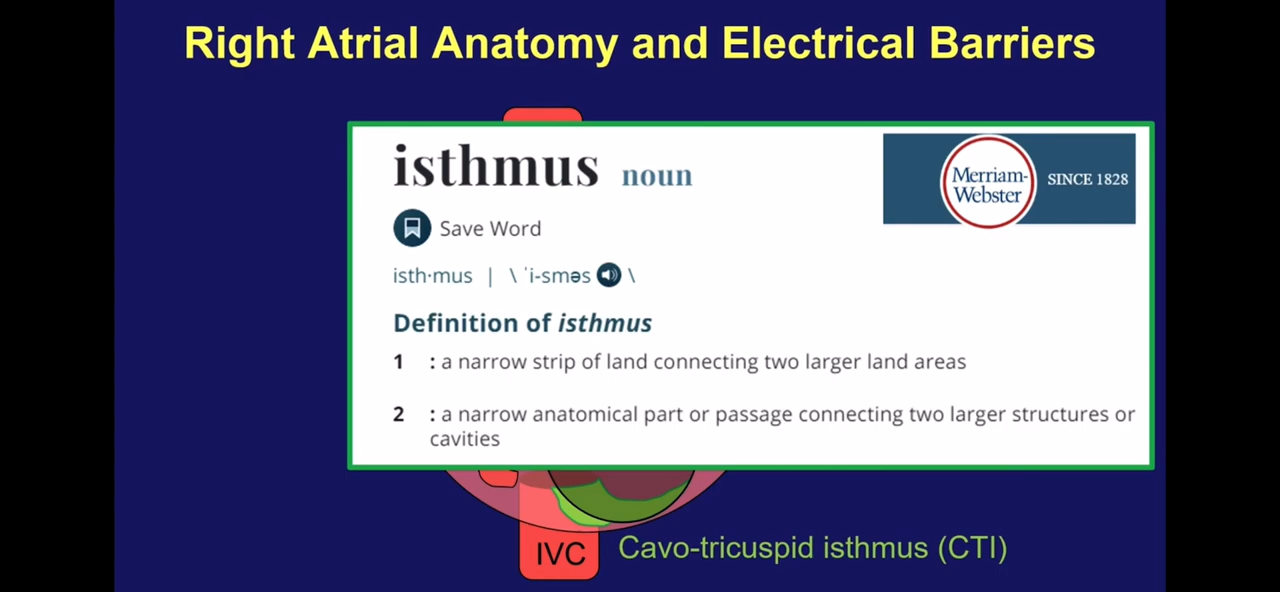 Right Atrial Anatomy and Electrical Barriers
isthmus noun
Merriam-
Webster
SINCE 1828
Save Word
isth·mus | \ ˈi-sməs \
Definition of isthmus
1 : a narrow strip of land connecting two larger land areas
2 : a narrow anatomical part or passage connecting two larger structures or
cavities
IVC
Cavo-tricuspid isthmus (CTI)